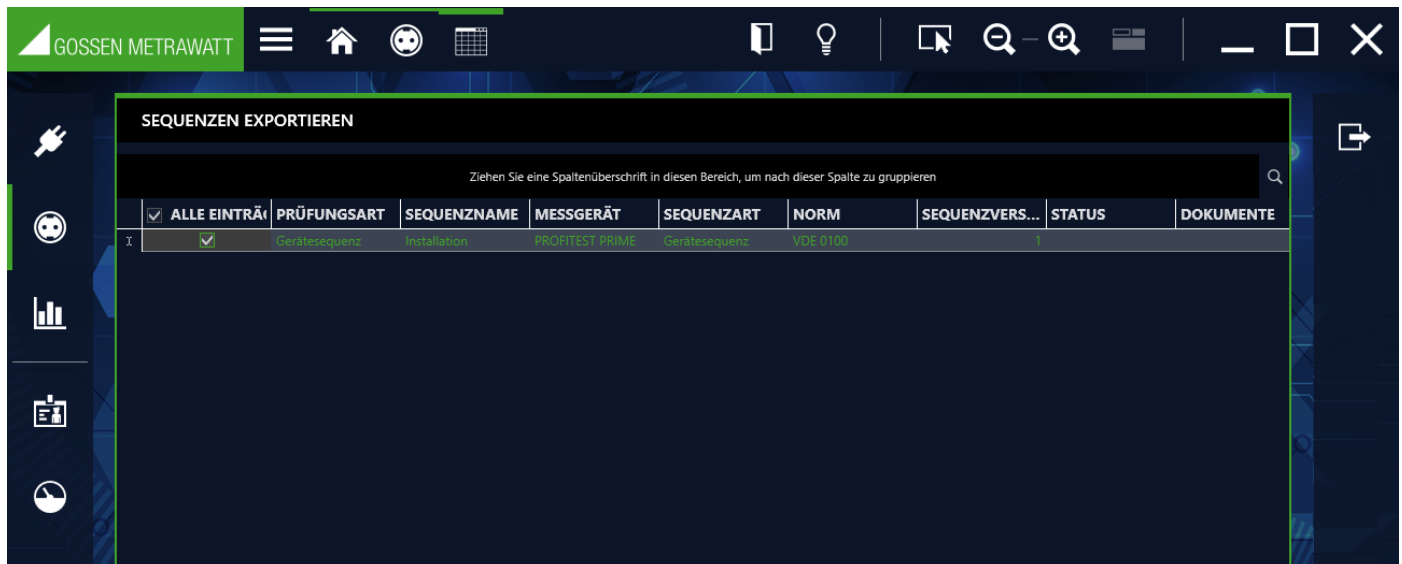 GOSSEN METRAWATT
SEQUENZEN EXPORTIEREN
Ziehen Sie eine Spaltenüberschrift in diesen Bereich, um nach dieser Spalte zu gruppieren
ALLE EINTRÄ PRÜFUNGSART SEQUENZNAME MESSGERÄT SEQUENZART NORM SEQUENZVERS... STATUS DOKUMENTE
Gerätesequenz Installation PROFITEST PRIME Gerätesequenz VDE 0100 1